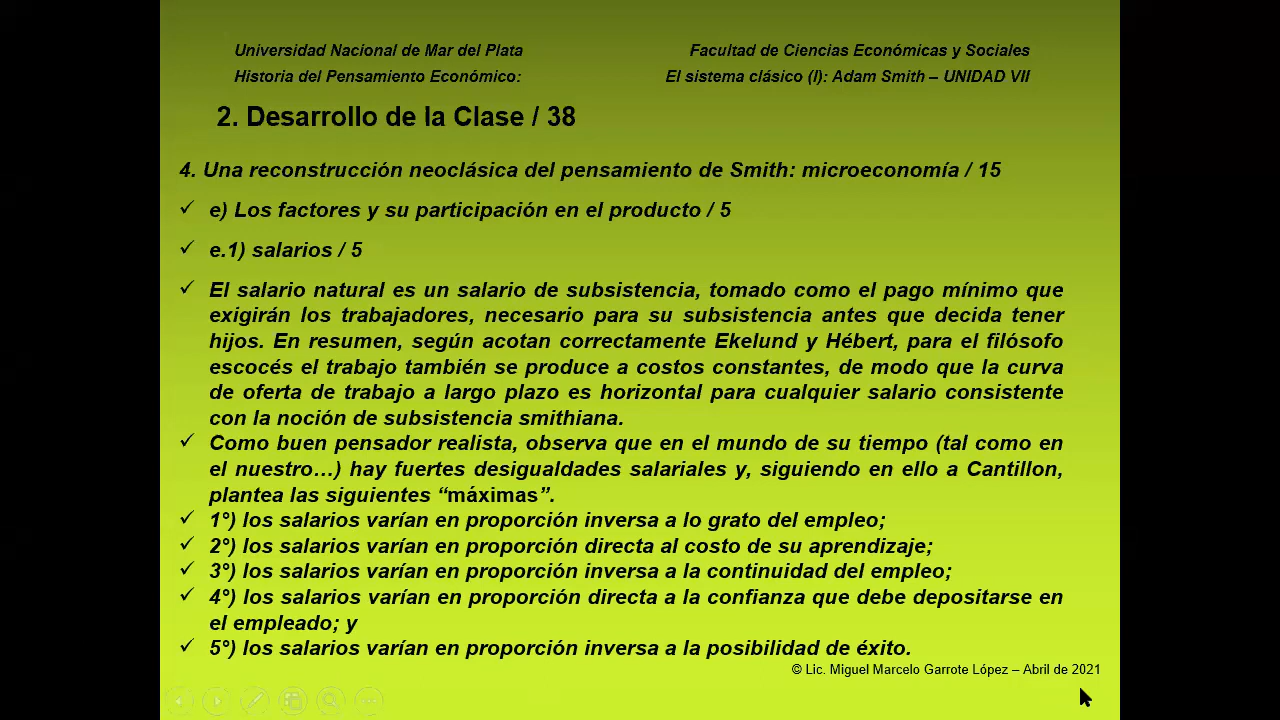 Universidad Nacional de Mar del Plata
Facultad de Ciencias Económicas y Sociales
Historia del Pensamiento Económico:
El sistema clásico (I): Adam Smith – UNIDAD VII
2. Desarrollo de la Clase / 38
4. Una reconstrucción neoclásica del pensamiento de Smith: microeconomía / 15
✓ e) Los factores y su participación en el producto / 5
✓ e.1) salarios / 5
✓ El salario natural es un salario de subsistencia, tomado como el pago mínimo que
exigirán los trabajadores, necesario para su subsistencia antes que decida tener
hijos. En resumen, según acotan correctamente Ekelund y Hébert, para el filósofo
escocés el trabajo también se produce a costos constantes, de modo que la curva
de oferta de trabajo a largo plazo es horizontal para cualquier salario consistente
con la noción de subsistencia smithiana.
✓ Como buen pensador realista, observa que en el mundo de su tiempo (tal como en
el nuestro…) hay fuertes desigualdades salariales y, siguiendo en ello a Cantillon,
plantea las siguientes “máximas”.
✓ 1°) los salarios varían en proporción inversa a lo grato del empleo;
✓ 2°) los salarios varían en proporción directa al costo de su aprendizaje;
✓ 3°) los salarios varían en proporción inversa a la continuidad del empleo;
✓ 4°) los salarios varían en proporción directa a la confianza que debe depositarse en
el empleado; y
✓ 5°) los salarios varían en proporción inversa a la posibilidad de éxito.
© Lic. Miguel Marcelo Garrote López – Abril de 2021